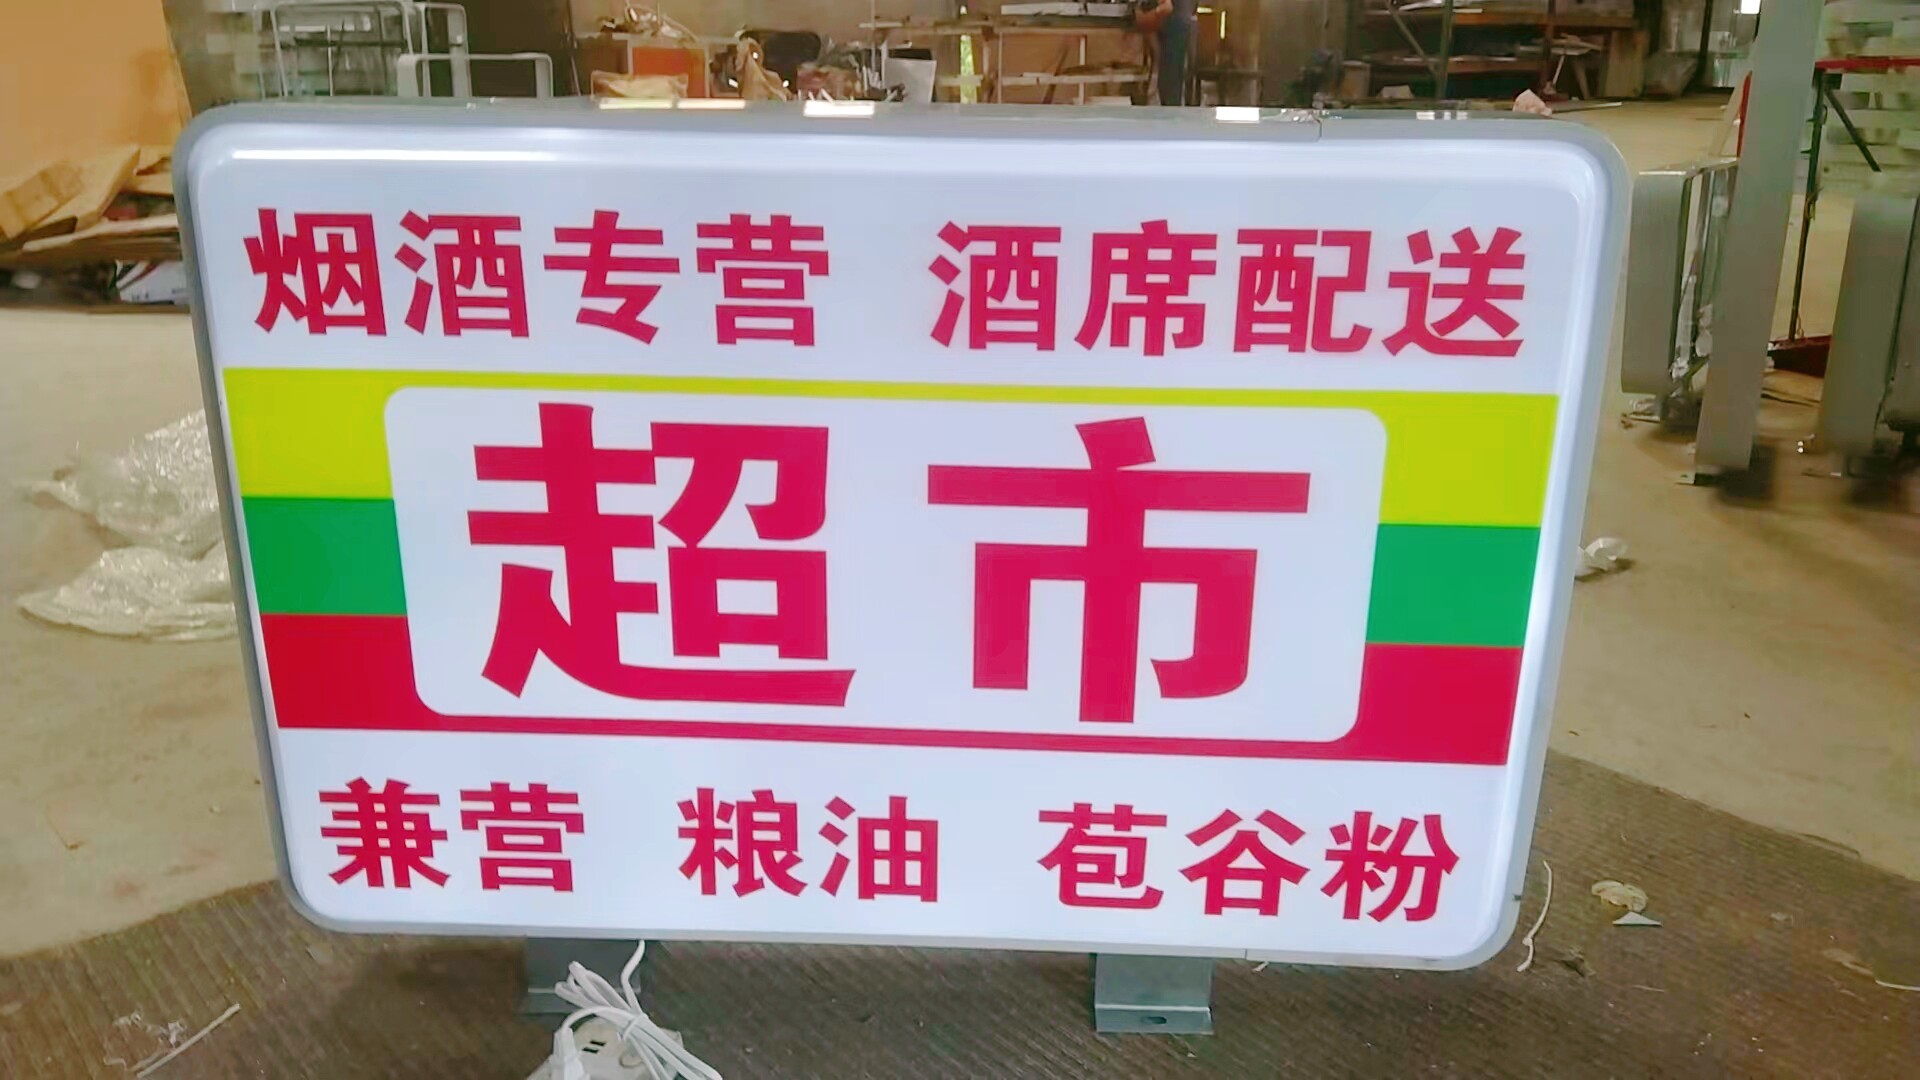 烟酒专营 酒席配送
超市
兼营 粮油 苞谷粉